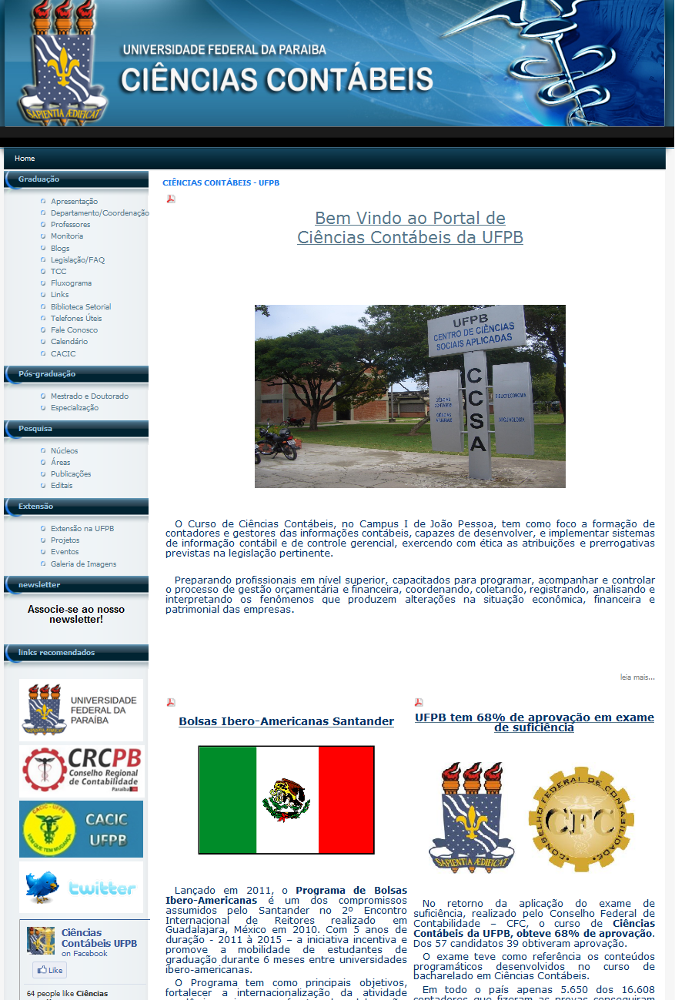 UNIVERSIDADE FEDERAL DA PARAIBA
CIÊNCIAS CONTÁBEIS
SAPIENTIA ÆDIFICAT
Home
Graduação
Apresentação
Departamento/Coordenação
Professores
Monitoria
Blogs
Legislação/FAQ
TCC
Fluxograma
Links
Biblioteca Setorial
Telefones Úteis
Fale Conosco
Calendário
CACIC
Pós-graduação
Mestrado e Doutorado
Especialização
Pesquisa
Núcleos
Áreas
Publicações
Editais
Extensão
Extensão na UFPB
Projetos
Eventos
Galeria de Imagens
newsletter
Associe-se ao nosso
newsletter!
links recomendados
UNIVERSIDADE
FEDERAL DA
PARAÍBA
CRCPB
Conselho Regional
de Contabilidade
Paraíba
CACIC - UFPB
VEM QUE TEM MUDANÇA
CACIC
UFPB
twitter
Ciências
Contábeis UFPB
on Facebook
Like
64 people like Ciências
CIÊNCIAS CONTÁBEIS - UFPB
Bem Vindo ao Portal de
Ciências Contábeis da UFPB
UFPB
CENTRO DE CIÊNCIAS
SOCIAIS APLICADAS
CCSA
CIÊNCIAS
CONTÁBEIS
BIBLIOTECONOMIA
ARQUIVOLOGIA
O Curso de Ciências Contábeis, no Campus I de João Pessoa, tem como foco a formação de
contadores e gestores das informações contábeis, capazes de desenvolver, e implementar sistemas
de informação contábil e de controle gerencial, exercendo com ética as atribuições e prerrogativas
previstas na legislação pertinente.
Preparando profissionais em nível superior, capacitados para programar, acompanhar e controlar
o processo de gestão orçamentária e financeira, coordenando, coletando, registrando, analisando e
interpretando os fenômenos que produzem alterações na situação econômica, financeira e
patrimonial das empresas.
leia mais...
Bolsas Ibero-Americanas Santander
Lançado em 2011, o Programa de Bolsas
Ibero-Americanas é um dos compromissos
assumidos pelo Santander no 2º Encontro
Internacional de Reitores realizado em
Guadalajara, México em 2010. Com 5 anos de
duração - 2011 à 2015 – a iniciativa incentiva e
promove a mobilidade de estudantes de
graduação durante 6 meses entre universidades
ibero-americanas.
O Programa tem como principais objetivos,
fortalecer a internacionalização da atividade
UFPB tem 68% de aprovação em exame
de suficiência
SAPIENTIA ÆDIFICAT
CONSELHO FEDERAL DE CONTABILIDADE
CFC
No retorno da aplicação do exame de
suficiência, realizado pelo Conselho Federal de
Contabilidade – CFC, o curso de Ciências
Contábeis da UFPB, obteve 68% de aprovação.
Dos 57 candidatos 39 obtiveram aprovação.
O exame teve como referência os conteúdos
programáticos desenvolvidos no curso de
bacharelado em Ciências Contábeis.
Em todo o país apenas 5.650 dos 16.608
contadores que fizeram as provas conseguiram